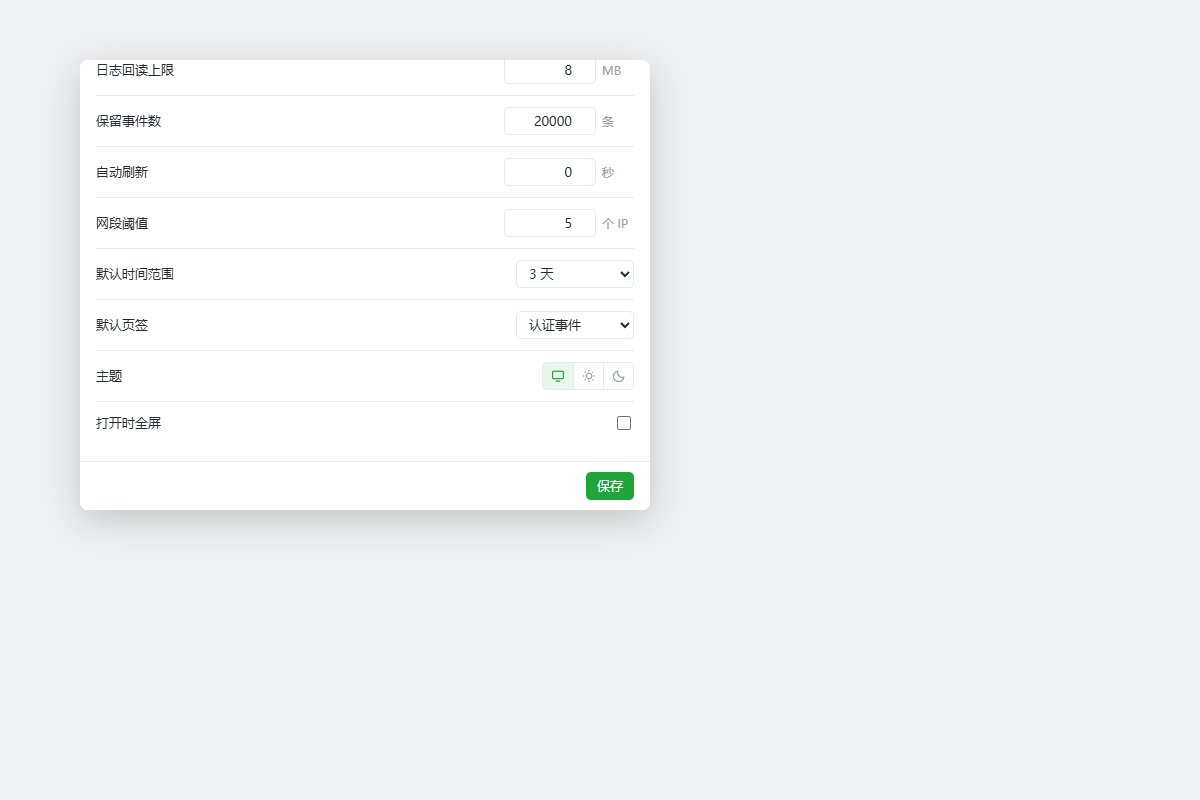 日志回读上限 8 MB
保留事件数 20000 条
自动刷新 0 秒
网段阈值 5 个 IP
默认时间范围 3 天
默认页签 认证事件
主题
打开时全屏
保存